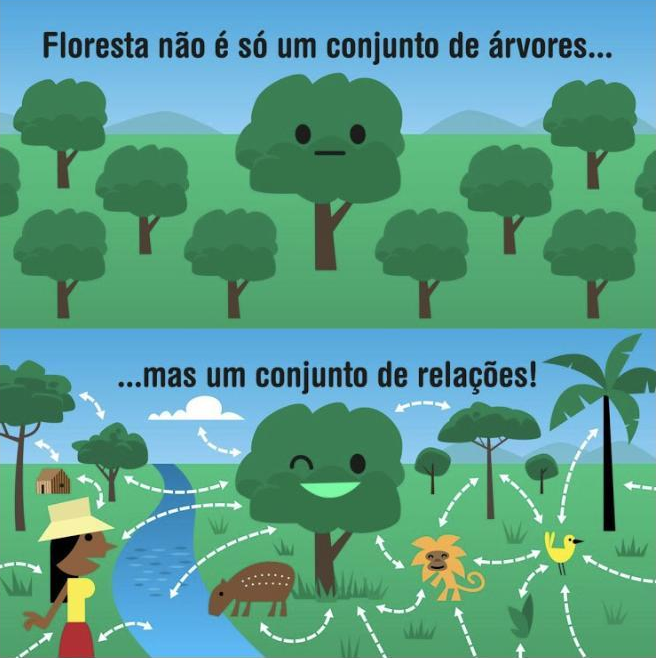 Floresta não é só um conjunto de árvores...
...mas um conjunto de relações!